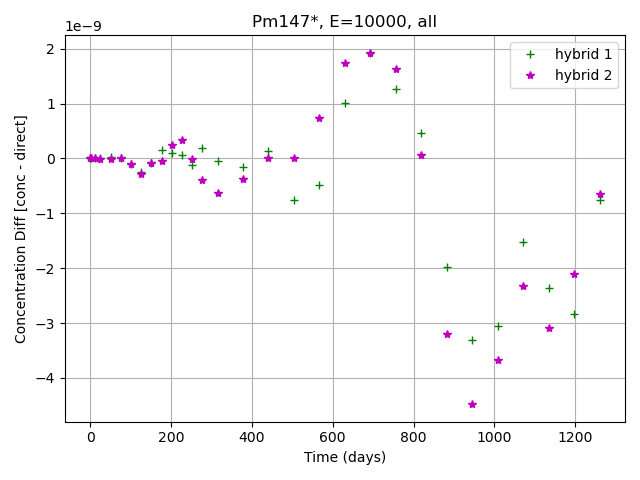 Pm147*, E=10000, all
1e−9
hybrid 1
hybrid 2
Concentration Diff [conc - direct]
2
1
0
−1
−2
−3
−4
0 200 400 600 800 1000 1200
Time (days)